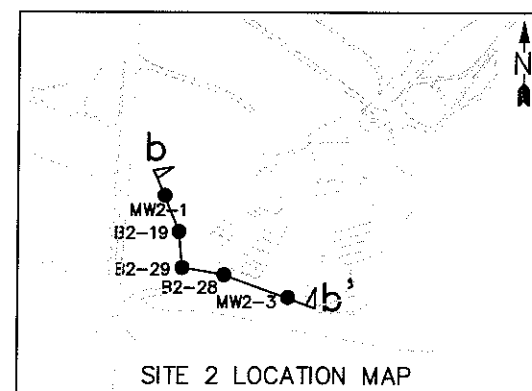 N
b
MW2-1
B2-19
B2-29
B2-28
MW2-3
b'
SITE 2 LOCATION MAP